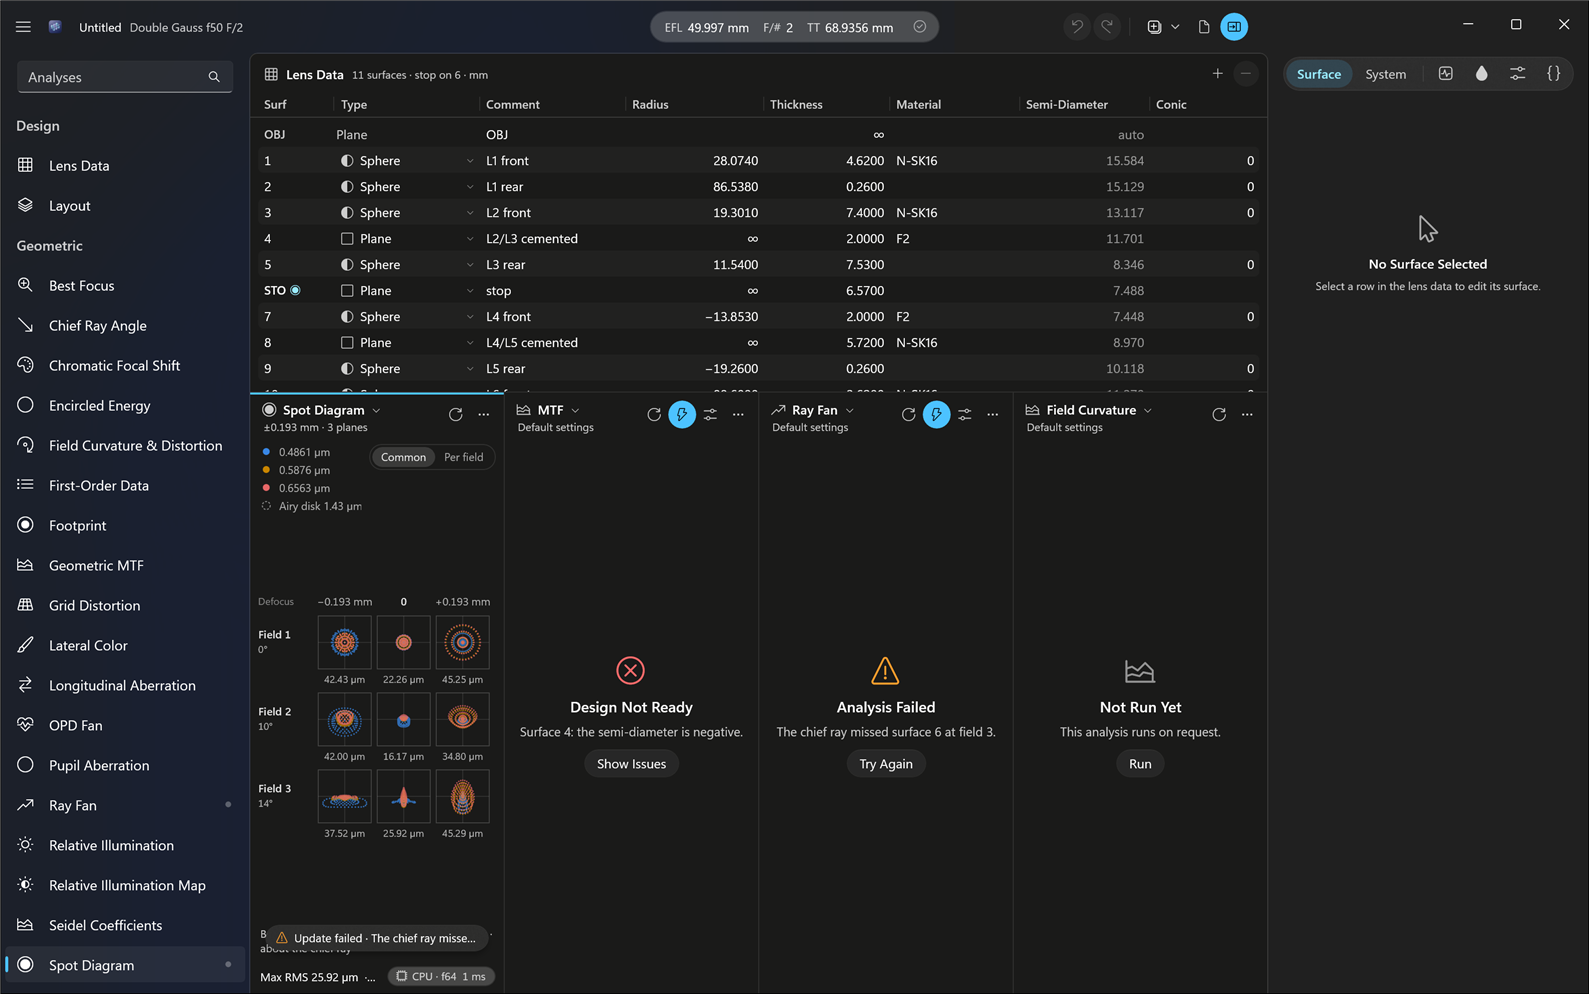 Untitled Double Gauss f50 F/2
EFL 49.997 mm F/# 2 TT 68.9356 mm
Analyses
Design
Lens Data
Layout
Geometric
Best Focus
Chief Ray Angle
Chromatic Focal Shift
Encircled Energy
Field Curvature & Distortion
First-Order Data
Footprint
Geometric MTF
Grid Distortion
Lateral Color
Longitudinal Aberration
OPD Fan
Pupil Aberration
Ray Fan
Relative Illumination
Relative Illumination Map
Seidel Coefficients
Spot Diagram
Lens Data 11 surfaces · stop on 6 · mm
Surf Type Comment Radius Thickness Material Semi-Diameter Conic
OBJ Plane OBJ ∞ auto
1 Sphere L1 front 28.0740 4.6200 N-SK16 15.584 0
2 Sphere L1 rear 86.5380 0.2600 15.129 0
3 Sphere L2 front 19.3010 7.4000 N-SK16 13.117 0
4 Plane L2/L3 cemented ∞ 2.0000 F2 11.701
5 Sphere L3 rear 11.5400 7.5300 8.346 0
STO Plane stop ∞ 6.5700 7.488
7 Sphere L4 front −13.8530 2.0000 F2 7.448 0
8 Plane L4/L5 cemented ∞ 5.7200 N-SK16 8.970
9 Sphere L5 rear −19.2600 0.2600 10.118 0
Spot Diagram
±0.193 mm · 3 planes
0.4861 µm
0.5876 µm
0.6563 µm
Airy disk 1.43 µm
Common Per field
Defocus −0.193 mm 0 +0.193 mm
Field 1
0°
42.43 µm 22.26 µm 45.25 µm
Field 2
10°
42.00 µm 16.17 µm 34.80 µm
Field 3
14°
37.52 µm 25.92 µm 45.29 µm
Update failed · The chief ray misse...
Max RMS 25.92 µm ·...
CPU · f64 1 ms
MTF
Default settings
Design Not Ready
Surface 4: the semi-diameter is negative.
Show Issues
Ray Fan
Default settings
Analysis Failed
The chief ray missed surface 6 at field 3.
Try Again
Field Curvature
Default settings
Not Run Yet
This analysis runs on request.
Run
Surface System {}
No Surface Selected
Select a row in the lens data to edit its surface.